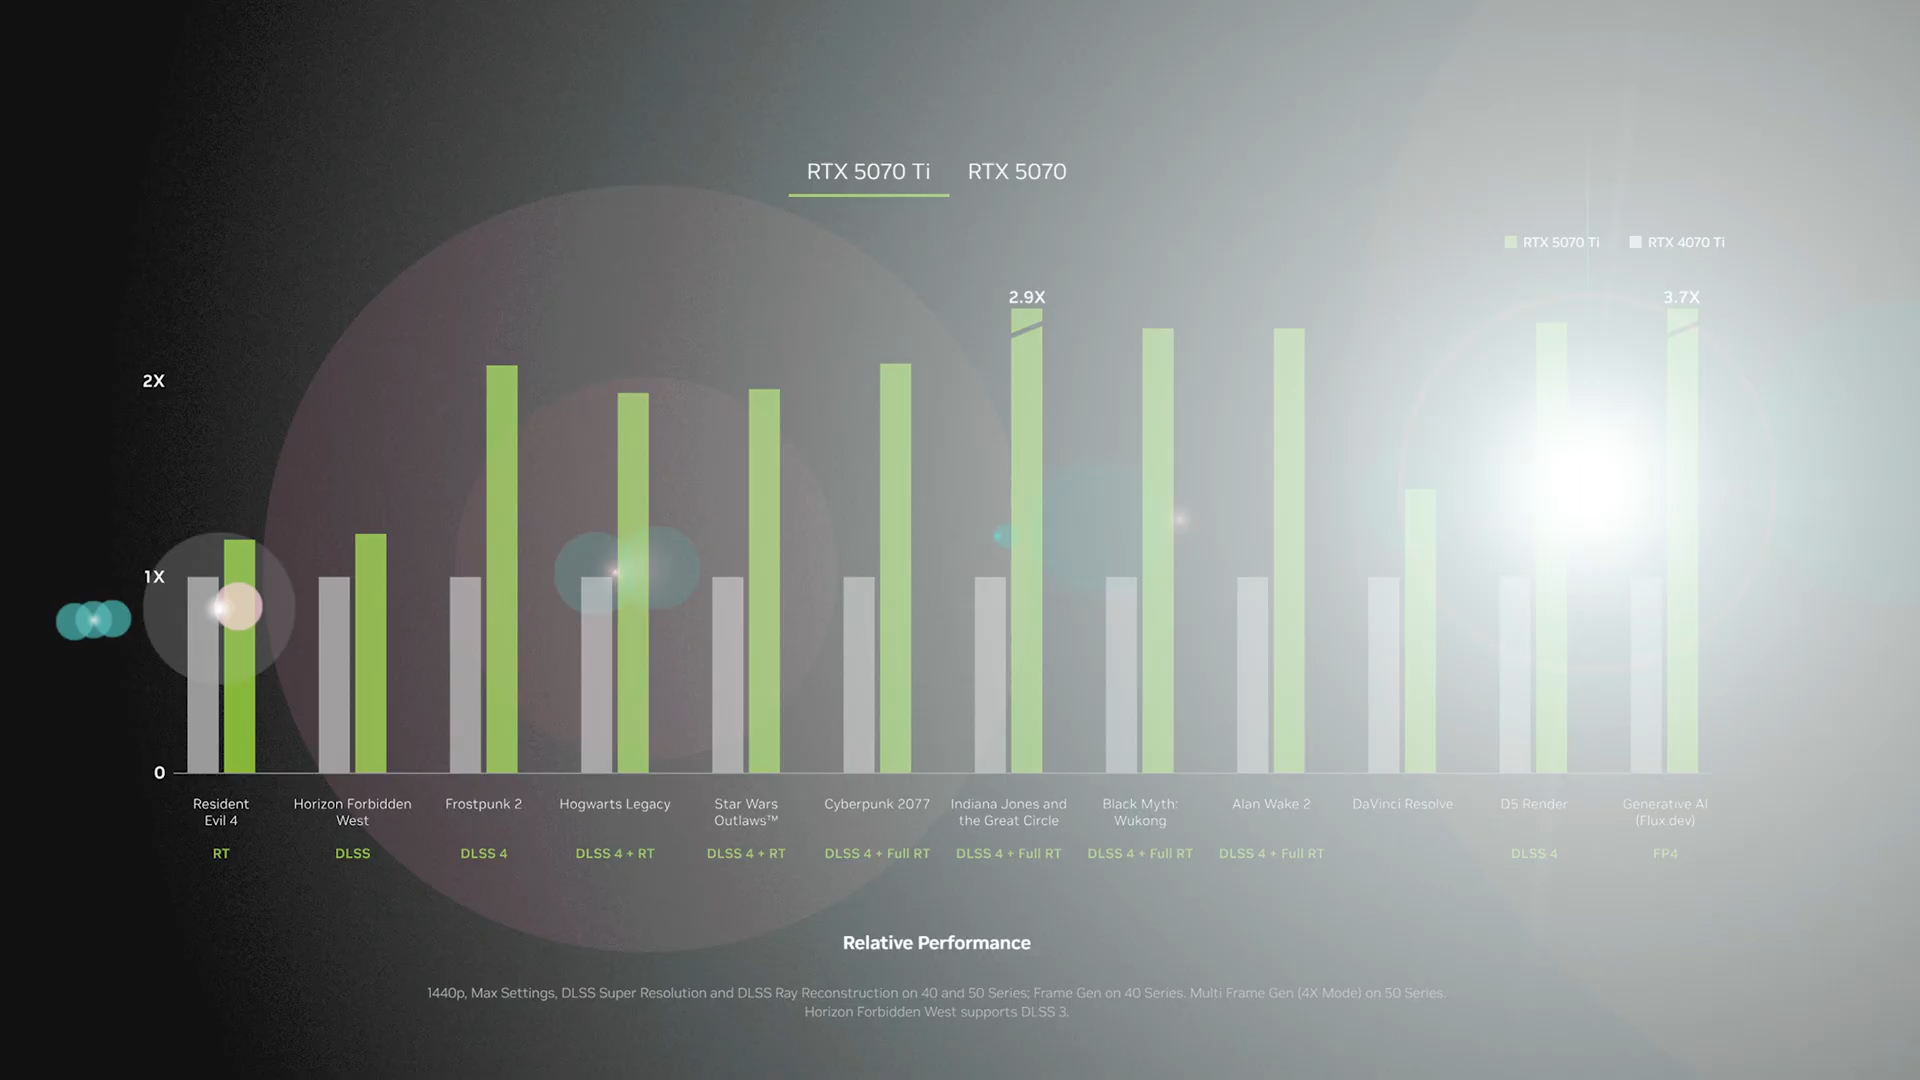 RTX 5070 Ti RTX 5070
RTX 5070 Ti RTX 4070 Ti
2.9X 3.7X
2X
1X
0
Resident Horizon Forbidden Frostpunk 2 Hogwarts Legacy Star Wars Cyberpunk 2077 Indiana Jones and Black Myth: Alan Wake 2 DaVinci Resolve D5 Render Generative AI
Evil 4 West Outlaws™ the Great Circle Wukong (Flux.dev)
RT DLSS DLSS 4 DLSS 4 + RT DLSS 4 + RT DLSS 4 + Full RT DLSS 4 + Full RT DLSS 4 + Full RT DLSS 4 + Full RT DLSS 4 FP4
Relative Performance
1440p, Max Settings, DLSS Super Resolution and DLSS Ray Reconstruction on 40 and 50 Series; Frame Gen on 40 Series. Multi Frame Gen (4X Mode) on 50 Series.
Horizon Forbidden West supports DLSS 3.